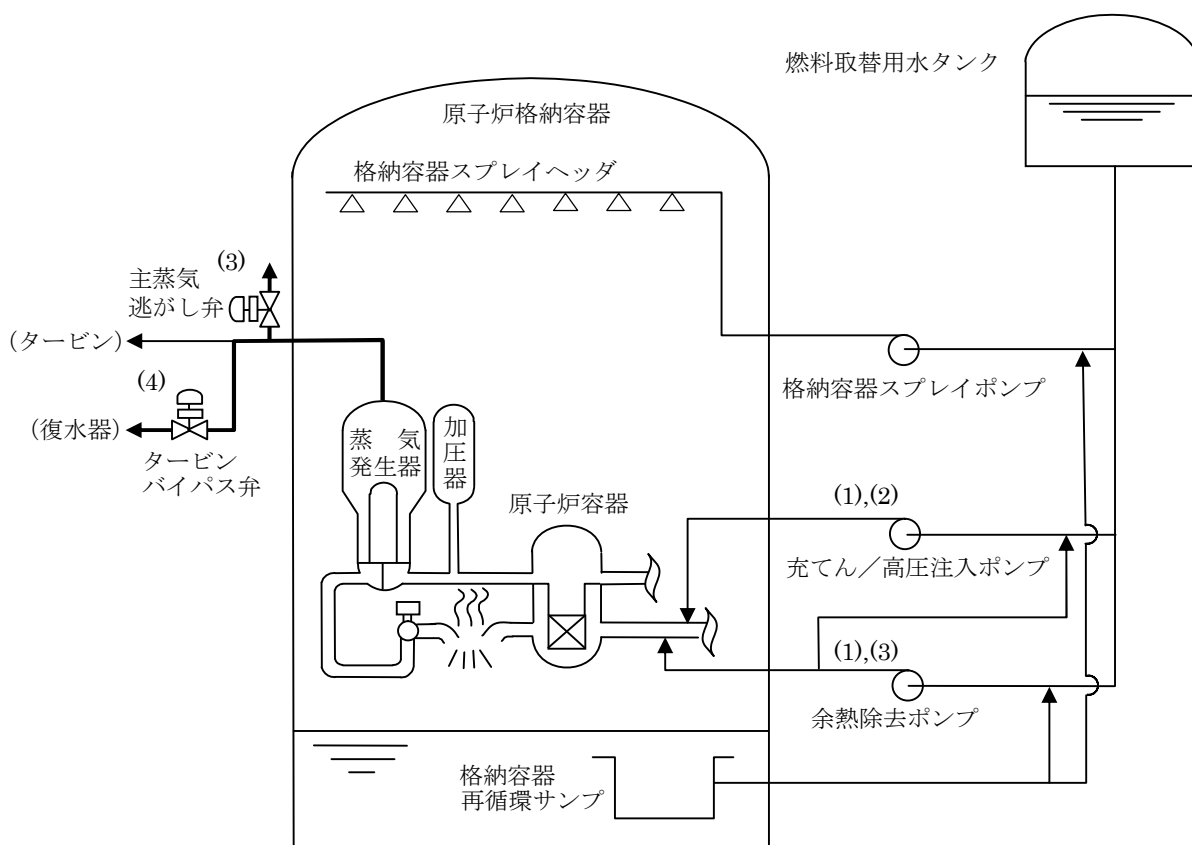 燃料取替用水タンク
原子炉格納容器
格納容器スプレイヘッダ
(3)
主蒸気
逃がし弁
(タービン)
(4)
(復水器)
タービン
バイパス弁
格納容器スプレイポンプ
蒸 気
発生器
加
圧
器
原子炉容器
(1),(2)
充てん／高圧注入ポンプ
(1),(3)
余熱除去ポンプ
格納容器
再循環サンプ